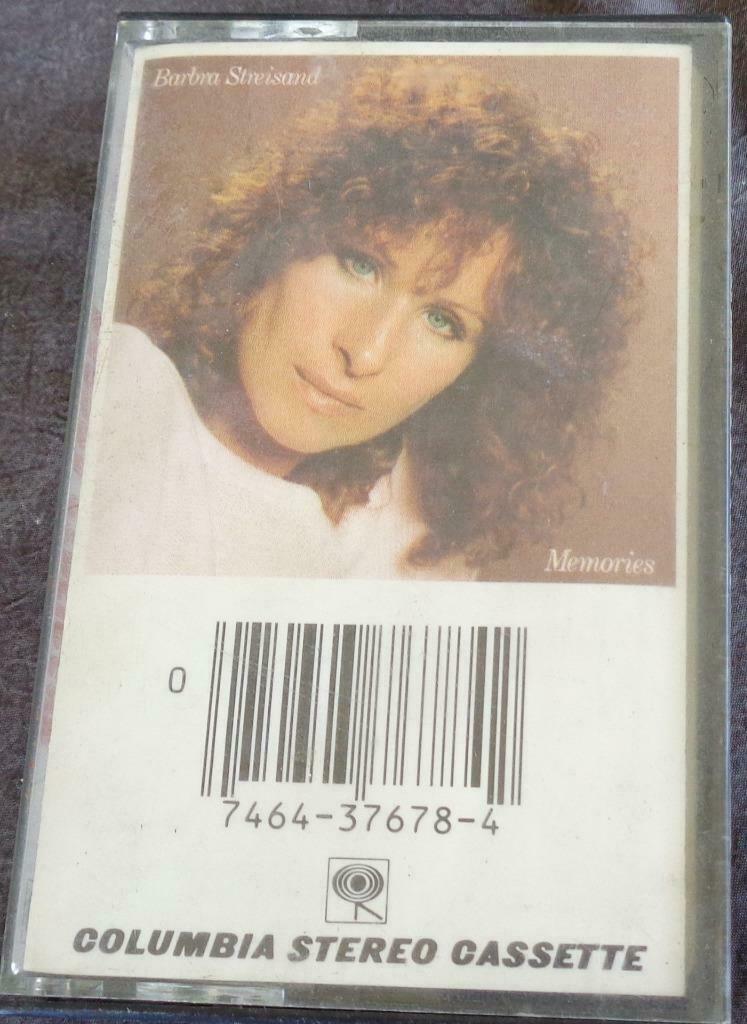 Barbra Streisand
Memories
0
7464-37678-4
COLUMBIA STEREO CASSETTE